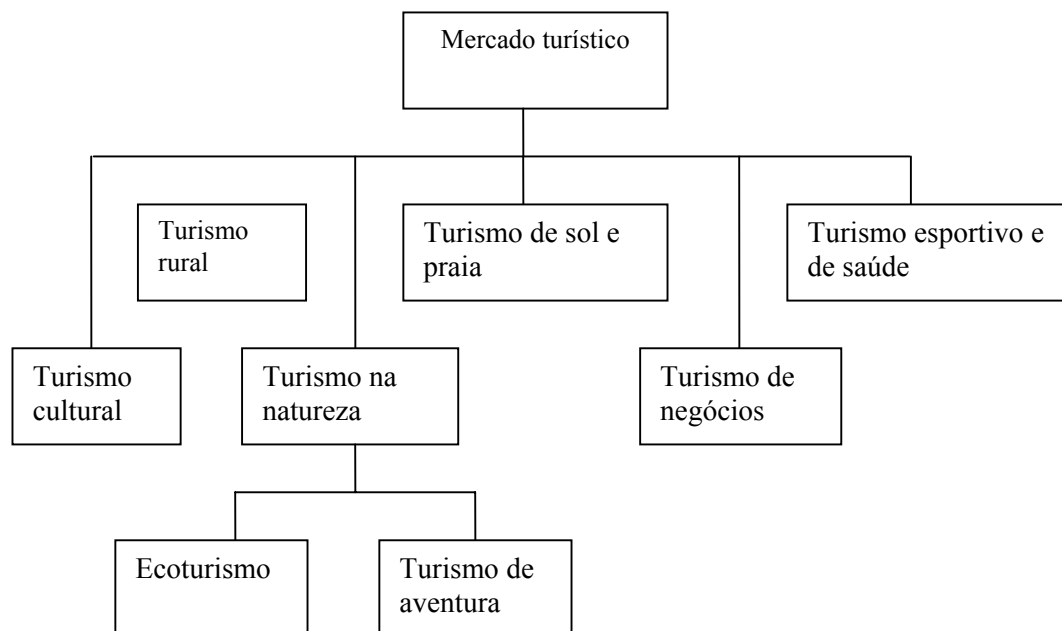 Mercado turístico
Turismo
rural
Turismo de sol e
praia
Turismo esportivo e
de saúde
Turismo
cultural
Turismo na
natureza
Turismo de
negócios
Ecoturismo
Turismo de
aventura